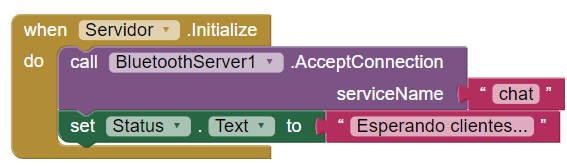 when Servidor .Initialize
do call BluetoothServer1 .AcceptConnection
serviceName " chat "
set Status . Text to " Esperando clientes... "